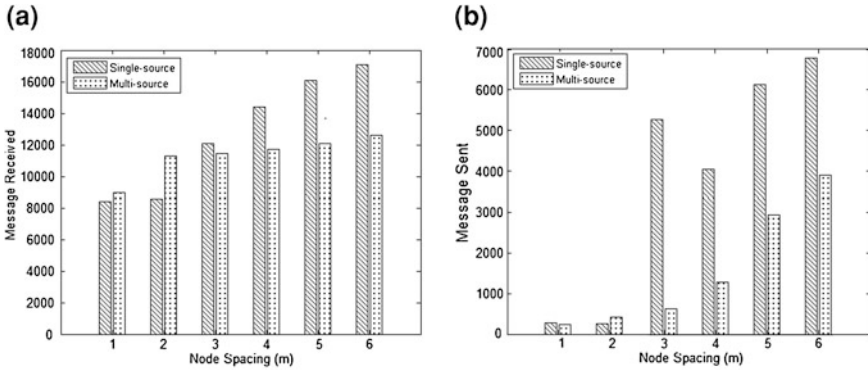 (a)
Message Received
18000
16000
14000
12000
10000
8000
6000
4000
2000
0
Single-source
Multi-source
1 2 3 4 5 6
Node Spacing (m)
(b)
Message Sent
7000
6000
5000
4000
3000
2000
1000
0
Single-source
Multi-source
1 2 3 4 5 6
Node Spacing (m)